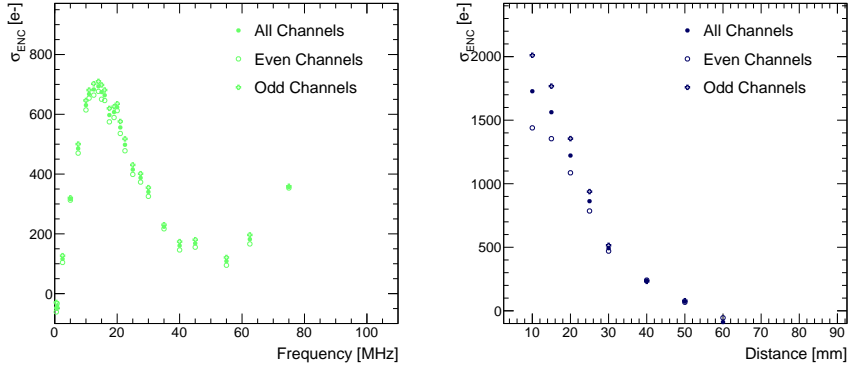 σENC [e-]
800
600
400
200
0
0 20 40 60 80 100
Frequency [MHz]
All Channels
Even Channels
Odd Channels
σENC [e-]
2000
1500
1000
500
0
10 20 30 40 50 60 70 80 90
Distance [mm]
All Channels
Even Channels
Odd Channels